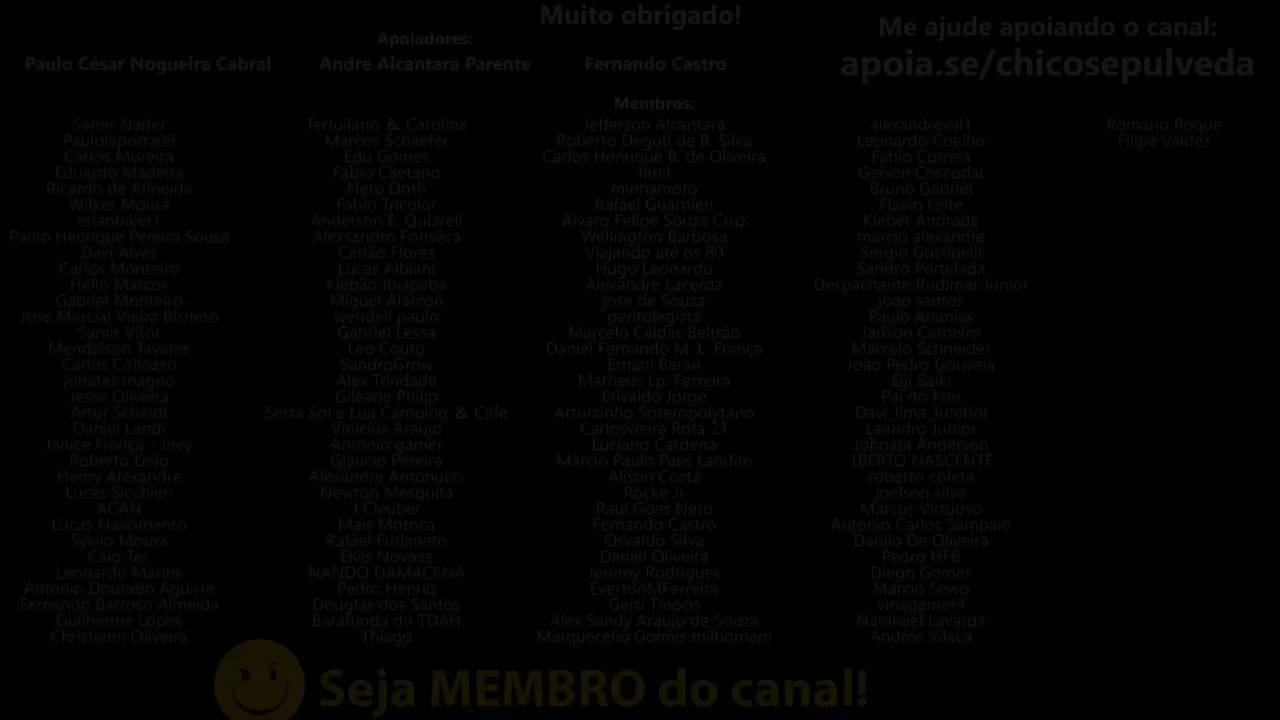 Muito obrigado!
Me ajude apoiando o canal:
apoia.se/chicosepulveda
Apoiadores:
Paulo César Nogueira Cabral
Andre Alcantara Parente
Fernando Castro
Membros:
Samir Nader
Paulolaporta09
Carlos Moreira
Eduardo Madeira
Ricardo de Almeida
Wilker Moura
erlanbiker1
Paulo Henrique Pereira Sousa
Davi Alves
Carlos Monteiro
Hélio Marcos
Gabriel Monteiro
Jose Marcial Vieira Bisneto
Samir Vitor
Mendelson Tavares
Carlos Collozzo
jonatas magno
Jesse Oliveira
Artur Scheidt
Daniel Landi
Janice França - Jhey
Roberto Leão
Henry Alexandre
Lucas Sicchieri
ACAN
Lucas Nascimento
Sylvio Moura
Caio Tec
Leonardo Marins
Antonio Dourado Aguirre
Fernando Barroso Almeida
Guilherme Lopes
Christiann Oliveira
Tertuliano & Catolina
Marcos Schaefer
Edu Gomes
Fabio Caetano
Neto Doth
Fabio Tricolor
Anderson E. Quiareli
Alexsandro Fonsêca
Carlão Flores
Lucas Albiani
Klebão Ibiapaba
Miguel Alarcon
wendell paulo
Gabriel Lessa
Leo Couto
SandroGrow
Alex Trindade
Gileade Philip
Serra Sol e Lua Camping & Cafe
Vinicius Araujo
Antonio gamer
Glaucio Pereira
Alexandre Antonucci
Newton Mesquita
J Cleuber
Mais Motoca
Rafael Furlaneto
Elvis Novaes
NANDO DAMACENA
Pedro Henriq
Douglas dos Santos
Barafunda do TDAH
Thiago
Jefferson Alcantara
Roberto Deguti de B. Silva
Carlos Henrique B. de Oliveira
Innil
minhamoto
Rafael Guarnieri
Alvaro Felipe Souza Cruz
Wellington Barbosa
Viajando até os 80
Hugo Leonardo
Alexandre Lacerda
jose de Souza
peritolegista
Marcelo Caldas Beltrão
Daniel Fernando M. L. França
Ernani Baran
Matheus Lp. Ferreira
Erivaldo Jorge
Arturzinho Soteropolytano
Carlosvieira Rota 21
Luciano Cardena
Márcio Paulo Paes Landim
Alison Costa
Rocke Jr
Raul Goes Neto
Fernando Castro
Osvaldo Silva
Daniel Oliveira
Jeremy Rodrigues
EvertonMFerreira
Gersi Tinoco
Alex Sandy Araujo de Souza
Marquecelio Gomes milhomem
alexandreval1
Leonardo Coelho
Fabio Correia
Geison Coscodai
Bruno Gabriel
Flavio Leite
Kleber Andrade
marcio alexandre
Sergio Gustinelli
Sandro Portelada
Despachante Rudimar Junior
joao santos
Paulo Ananias
Jadson Carneiro
Marcelo Schneider
João Pedro Gouveia
Eiji Saiki
Pai do Kim
Davi_lima_futebol
Leandro Junior
Johnata Anderson
IBERTO NASCENTE
roberto coleta
joelson silva
Marcus Virtuoso
Antonio Carlos Sampaio
Danilo De Oliveira
Pedro HFB
Diego Gomes
Marcio Sewo
vinagamer9
Natanael Lavarda
Andros Vilaça
Romário Roque
Filipe Valdez
Seja MEMBRO do canal!